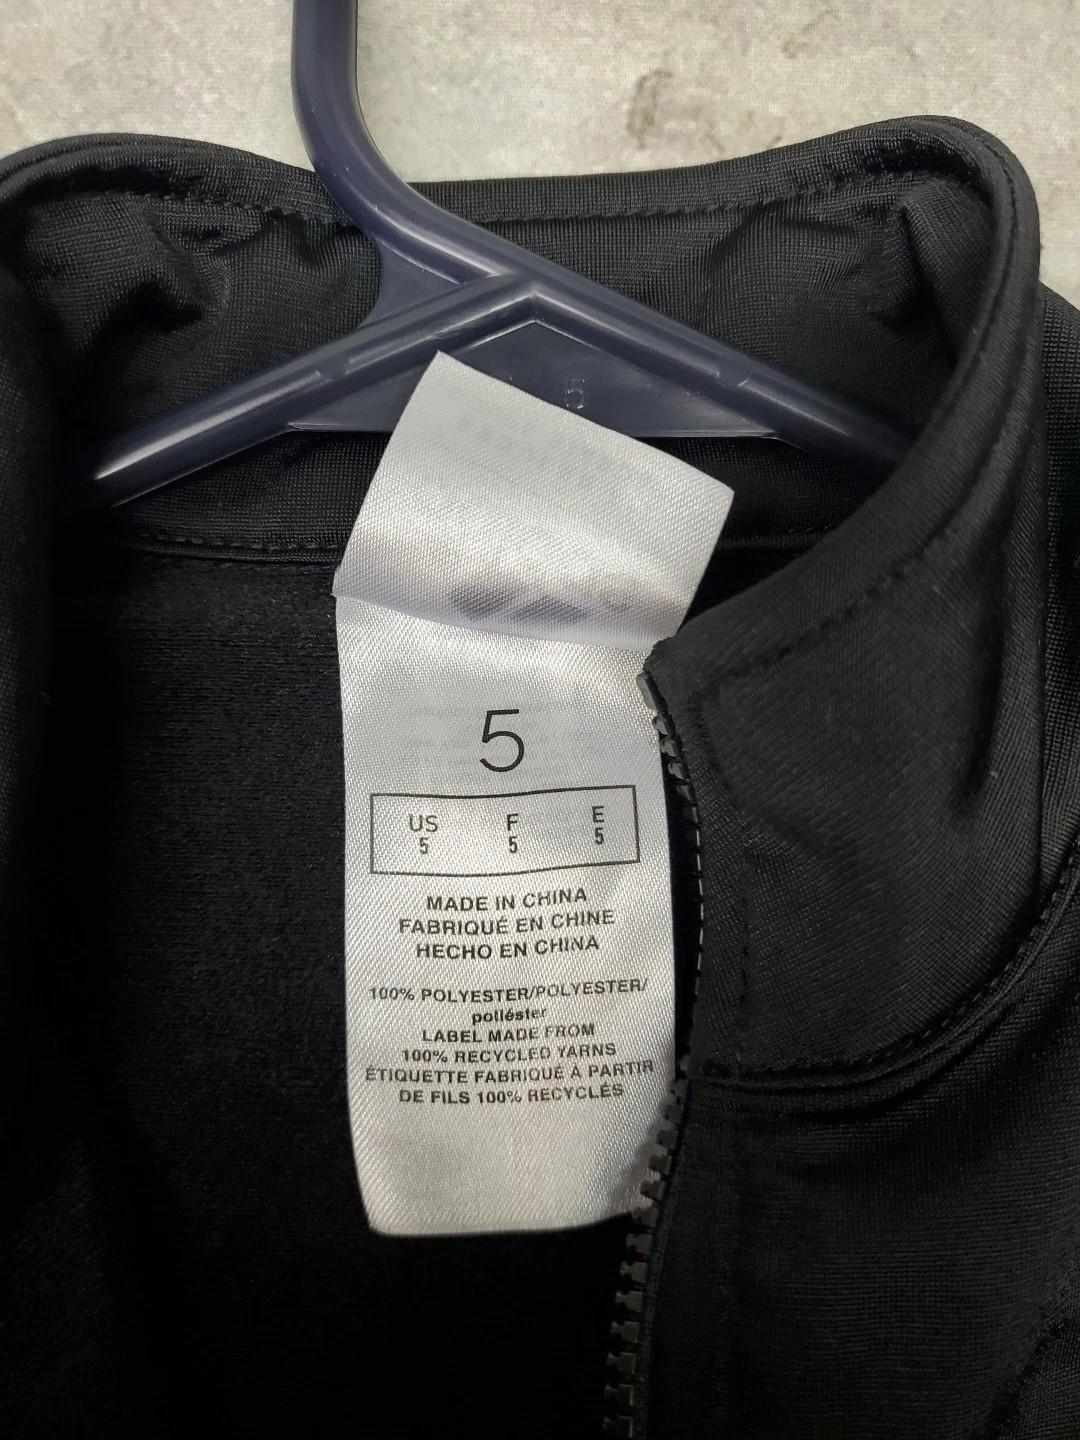 5
5
US F E
5 5 5
MADE IN CHINA
FABRIQUÉ EN CHINE
HECHO EN CHINA
100% POLYESTER/POLYESTER/
poliéster
LABEL MADE FROM
100% RECYCLED YARNS
ÉTIQUETTE FABRIQUÉ À PARTIR
DE FILS 100% RECYCLÉS